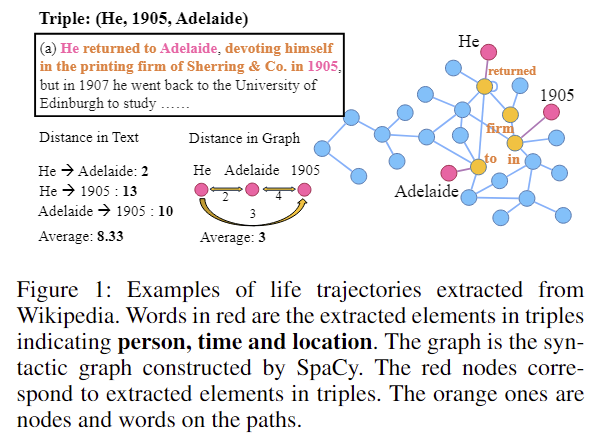 Triple: (He, 1905, Adelaide)
(a) He returned to Adelaide, devoting himself
in the printing firm of Sherring & Co. in 1905,
but in 1907 he went back to the University of
Edinburgh to study ……
Distance in Text
He → Adelaide: 2
He → 1905 : 13
Adelaide → 1905 : 10
Average: 8.33
Distance in Graph
He Adelaide 1905
2 4
3
Average: 3
He
returned
1905
firm
to in
Adelaide
Figure 1: Examples of life trajectories extracted from
Wikipedia. Words in red are the extracted elements in triples
indicating person, time and location. The graph is the syn-
tactic graph constructed by SpaCy. The red nodes corre-
spond to extracted elements in triples. The orange ones are
nodes and words on the paths.